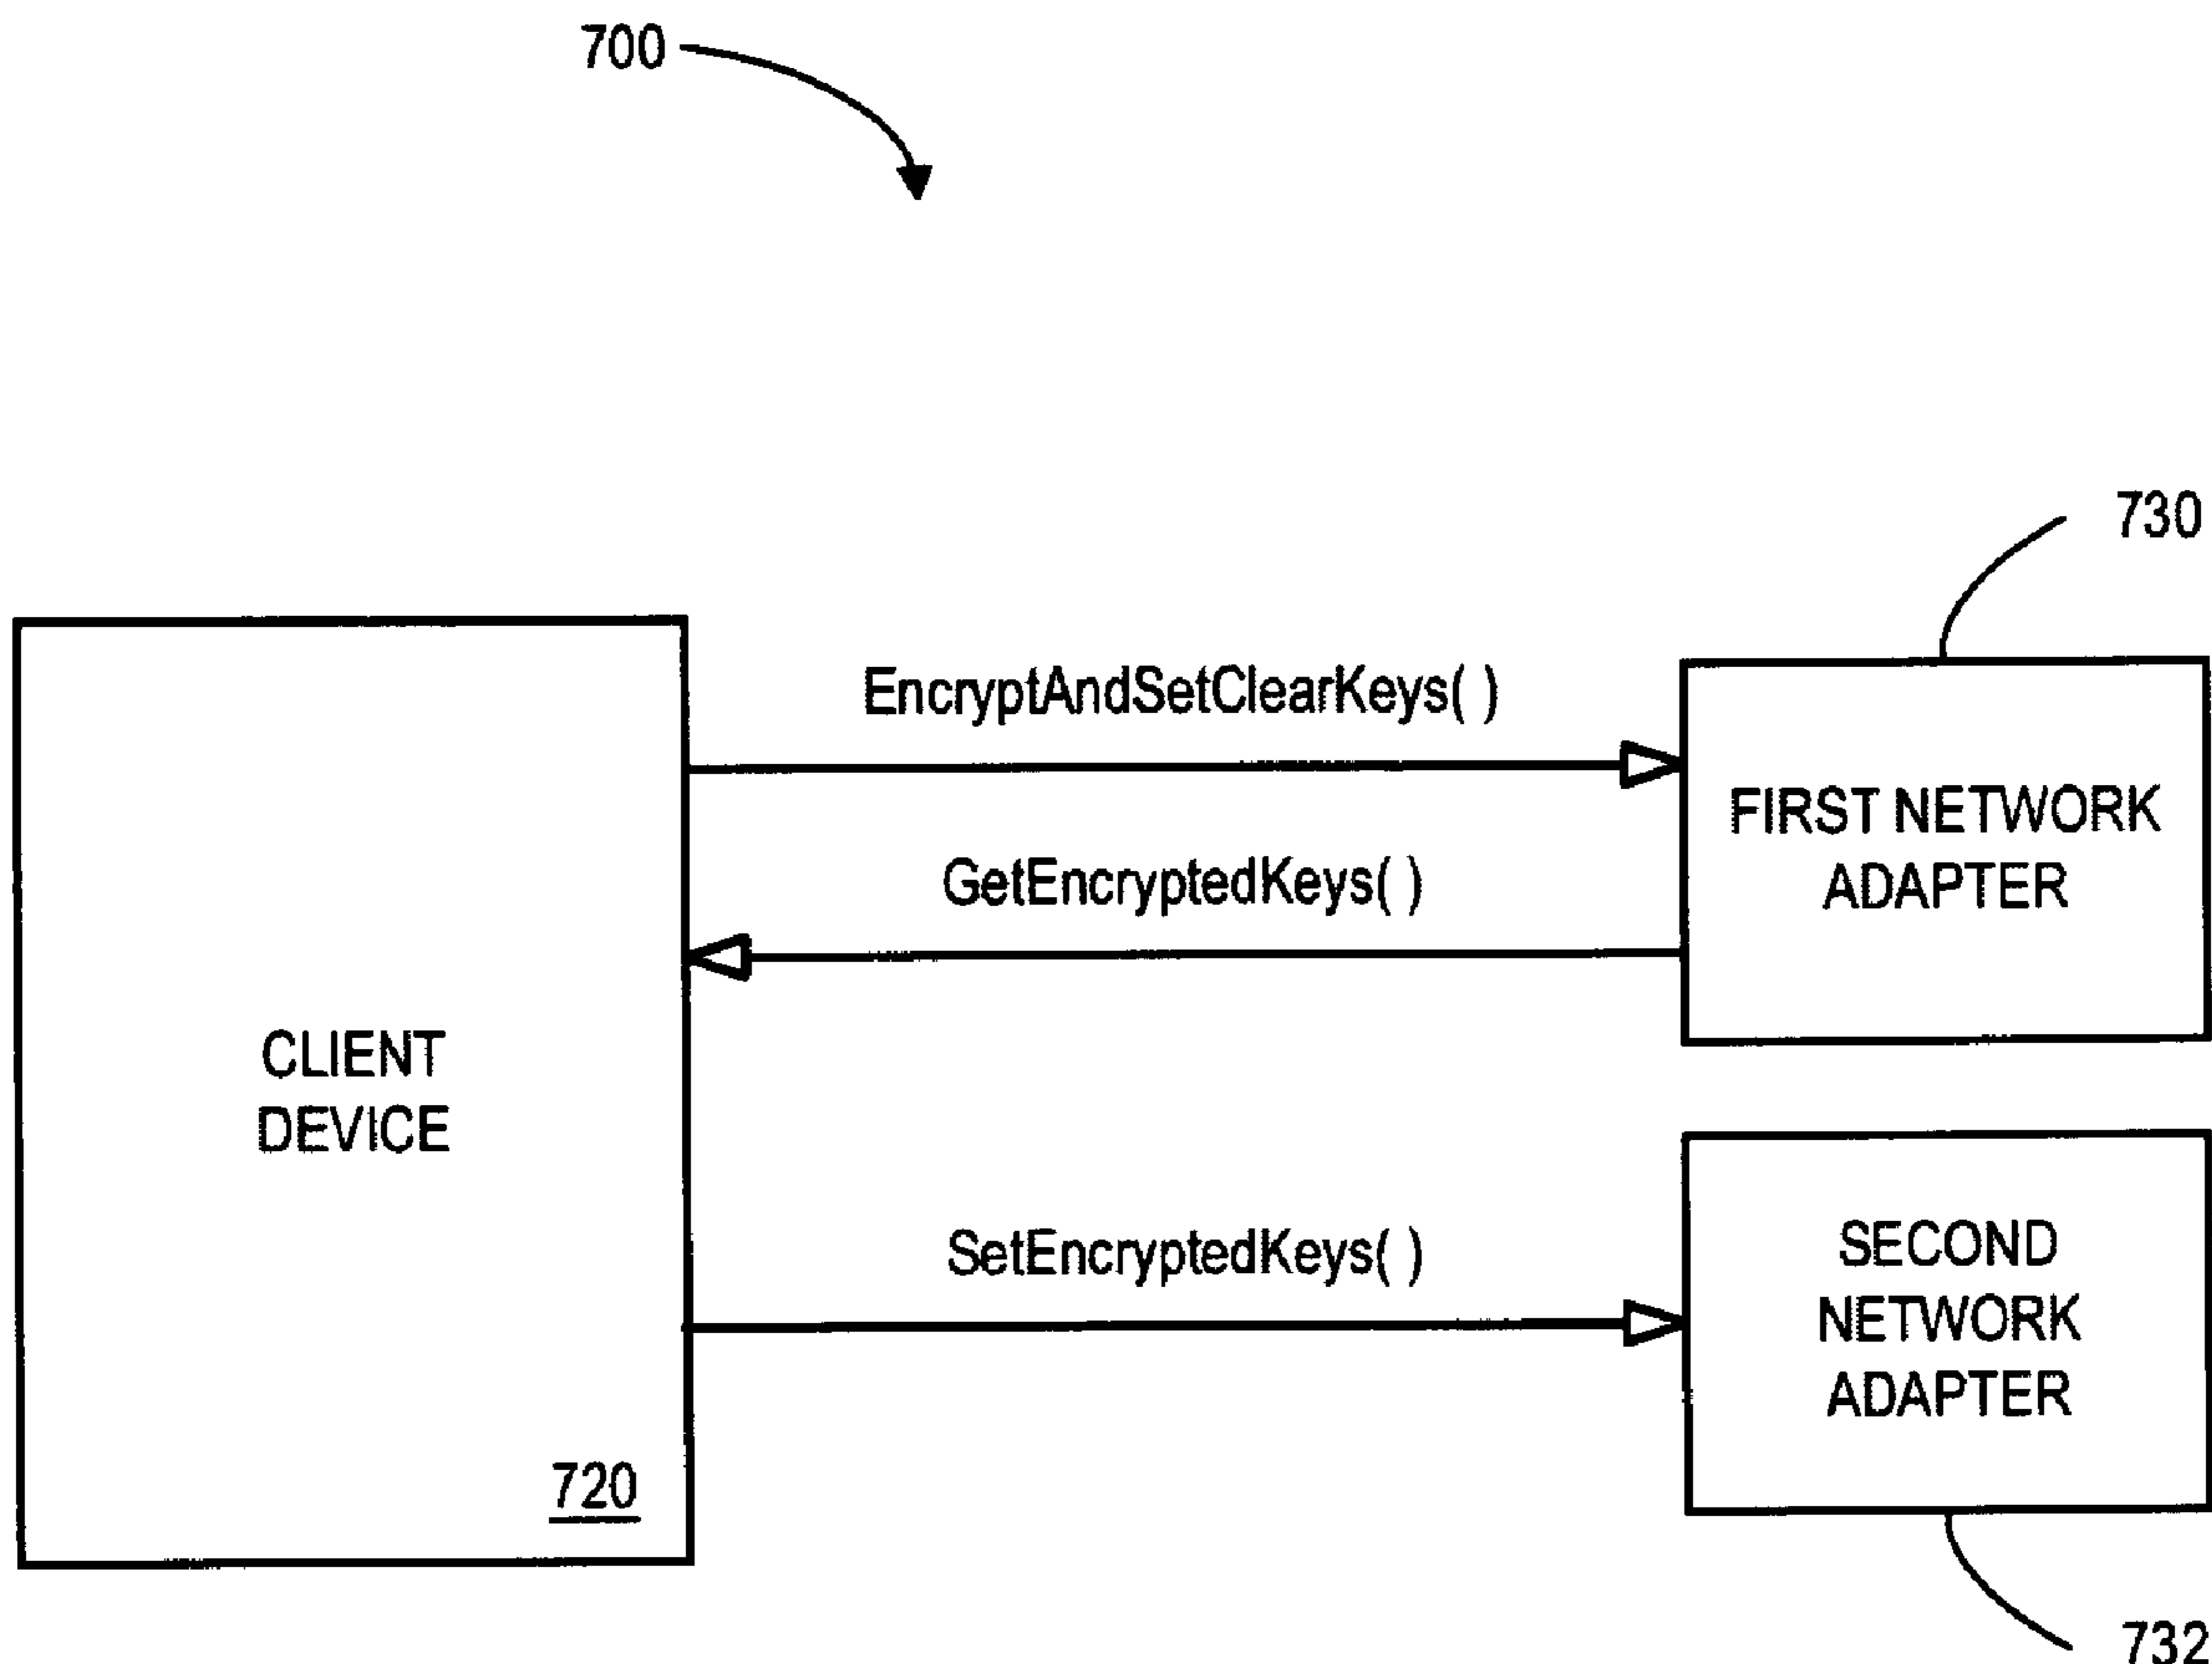 700
730
EncryptAndSetClearKeys( )
FIRST NETWORK
ADAPTER
GetEncryptedKeys( )
CLIENT
DEVICE
720
SetEncryptedKeys( )
SECOND
NETWORK
ADAPTER
732